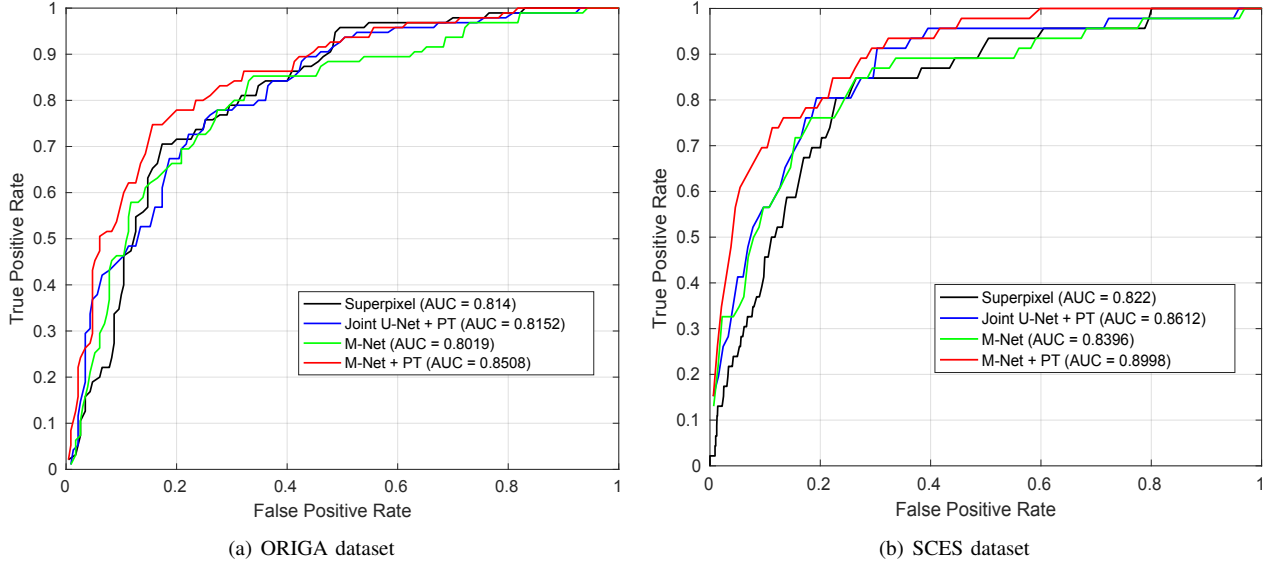 True Positive Rate
1
0.9
0.8
0.7
0.6
0.5
0.4
0.3
0.2
0.1
0
0 0.2 0.4 0.6 0.8 1
False Positive Rate
Superpixel (AUC = 0.814)
Joint U-Net + PT (AUC = 0.8152)
M-Net (AUC = 0.8019)
M-Net + PT (AUC = 0.8508)
(a) ORIGA dataset
True Positive Rate
1
0.9
0.8
0.7
0.6
0.5
0.4
0.3
0.2
0.1
0
0 0.2 0.4 0.6 0.8 1
False Positive Rate
Superpixel (AUC = 0.822)
Joint U-Net + PT (AUC = 0.8612)
M-Net (AUC = 0.8396)
M-Net + PT (AUC = 0.8998)
(b) SCES dataset